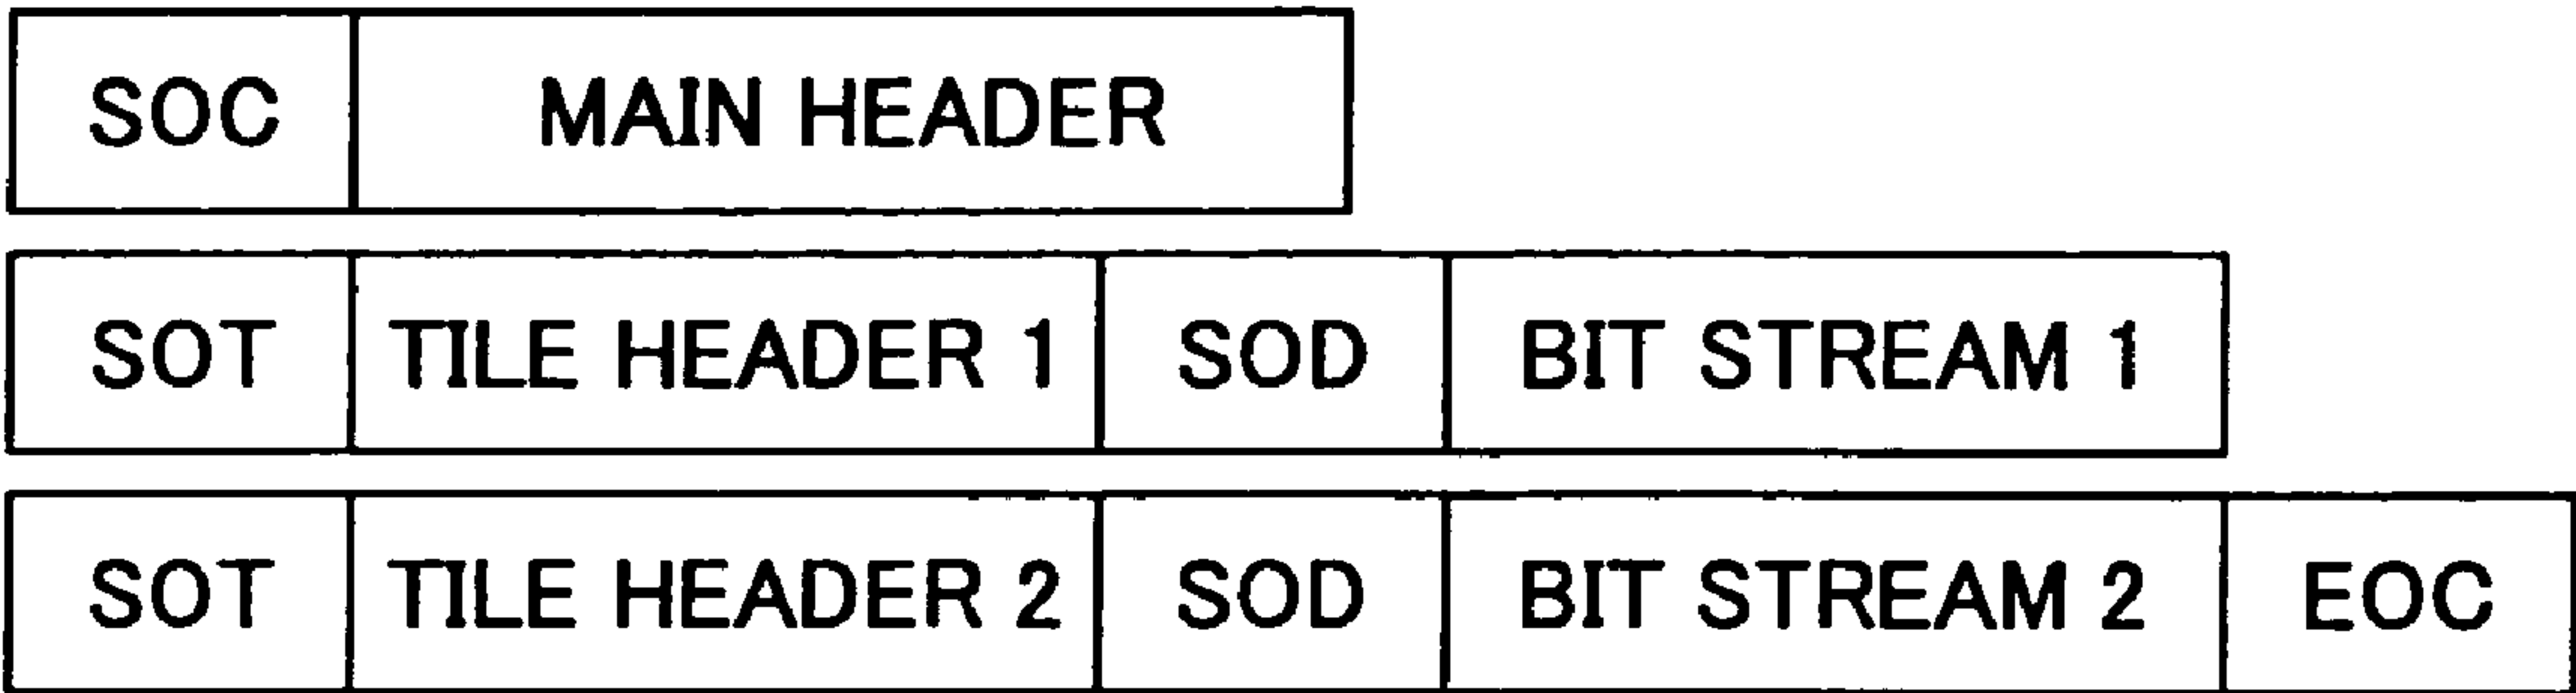 SOC MAIN HEADER
SOT TILE HEADER 1 SOD BIT STREAM 1
SOT TILE HEADER 2 SOD BIT STREAM 2 EOC